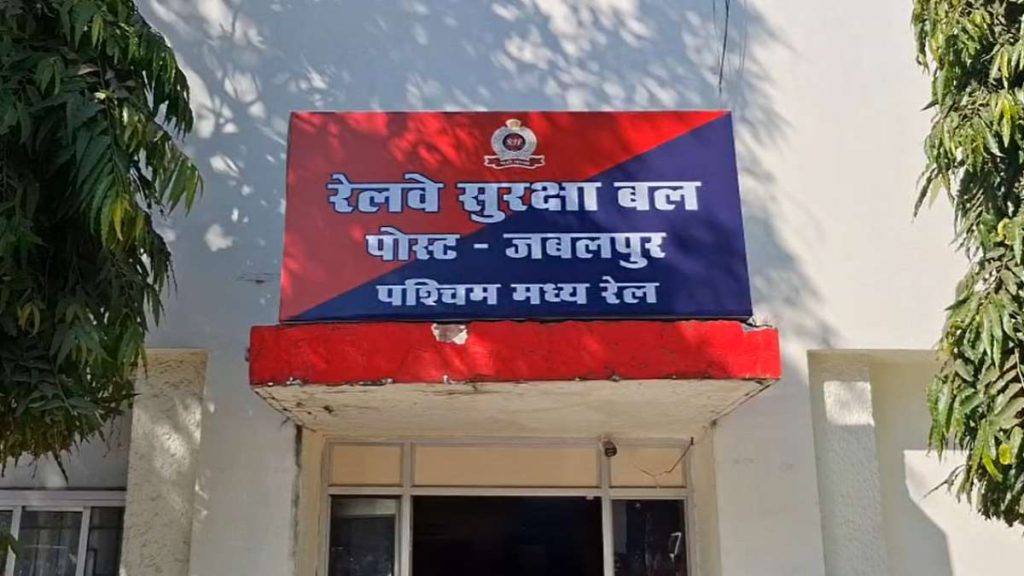 रेलवे सुरक्षा बल
पोस्ट - जबलपुर
पश्चिम मध्य रेल